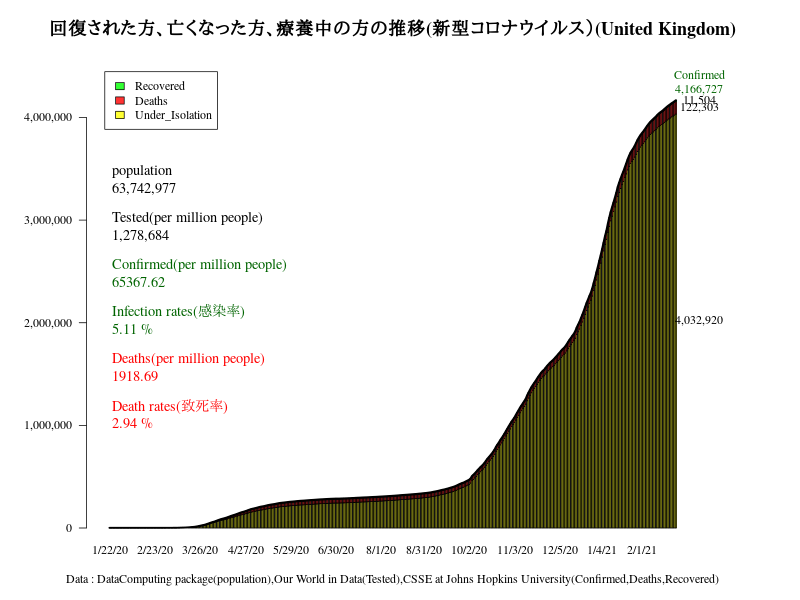 回復された方、亡くなった方、療養中の方の推移(新型コロナウイルス)(United Kingdom)
Recovered
Deaths
Under_Isolation
Confirmed
4,166,727
11,504
122,303
4,032,920
population
63,742,977
Tested(per million people)
1,278,684
Confirmed(per million people)
65367.62
Infection rates(感染率)
5.11 %
Deaths(per million people)
1918.69
Death rates(致死率)
2.94 %
4,000,000
3,000,000
2,000,000
1,000,000
0
1/22/20 2/23/20 3/26/20 4/27/20 5/29/20 6/30/20 8/1/20 8/31/20 10/2/20 11/3/20 12/5/20 1/4/21 2/1/21
Data : DataComputing package(population),Our World in Data(Tested),CSSE at Johns Hopkins University(Confirmed,Deaths,Recovered)